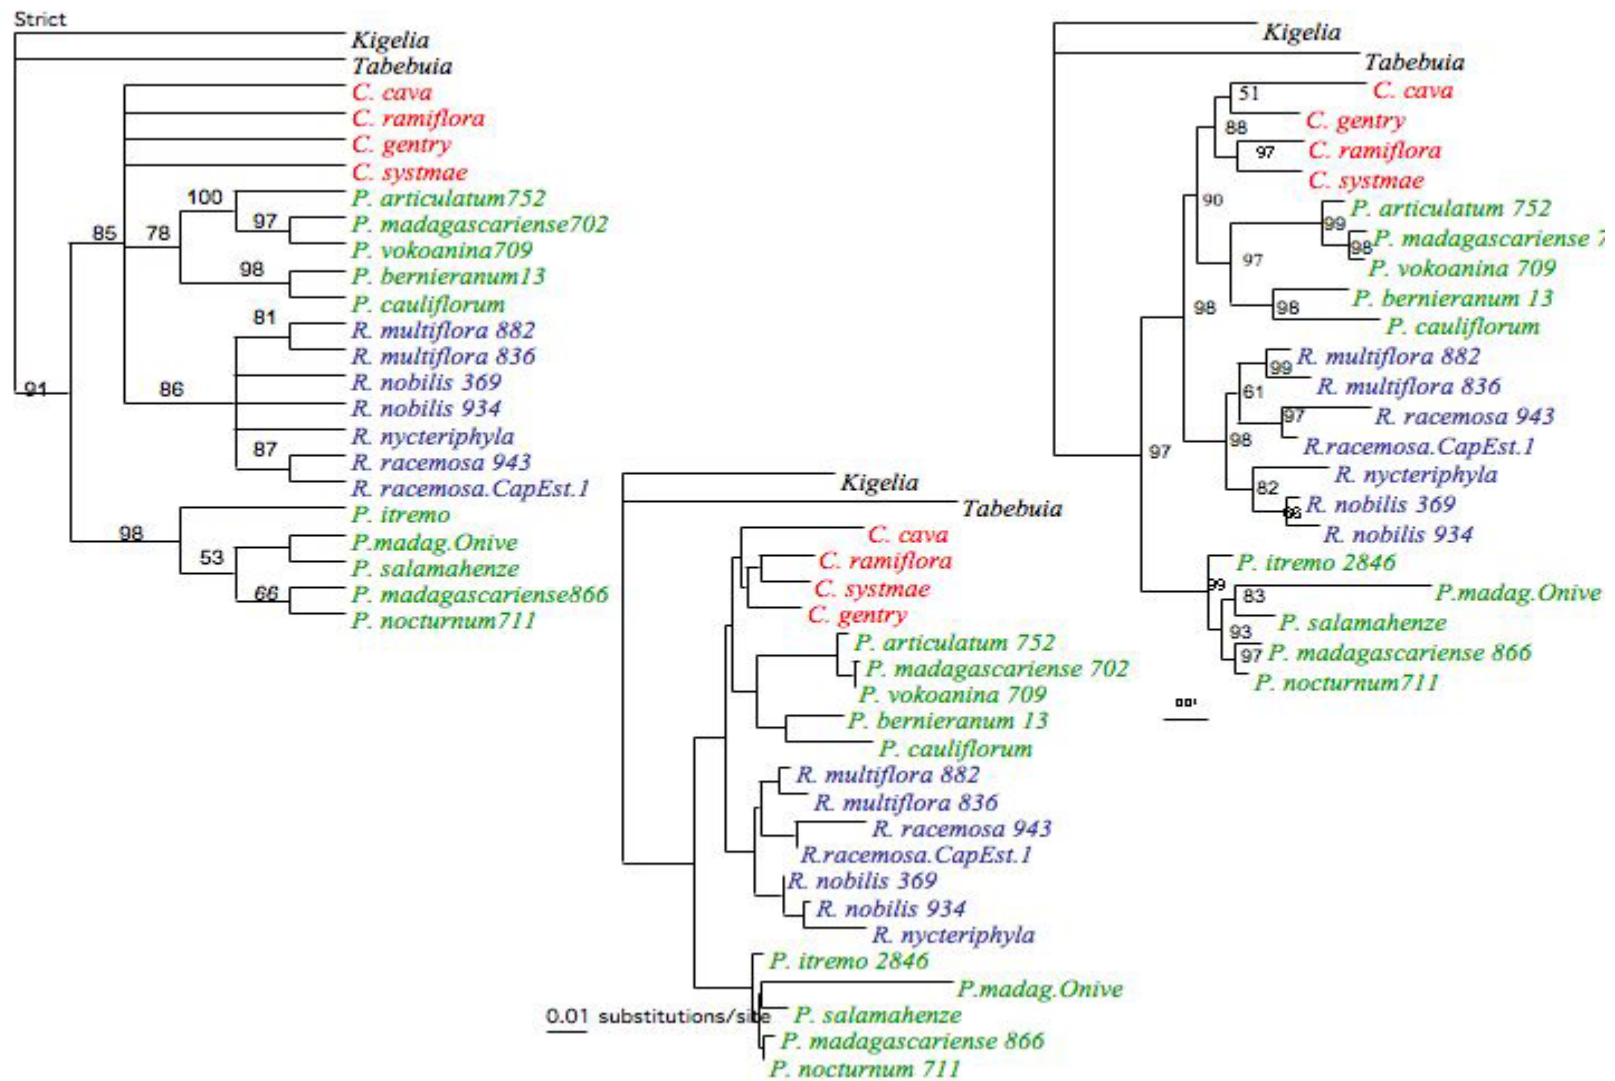 Strict
Kigelia
Tabebuia
C. cava
C. ramiflora
C. gentry
C. systmae
P. articulatum752
P. madagascariense702
P. vokoanina709
P. bernieranum13
P. cauliflorum
R. multiflora 882
R. multiflora 836
R. nobilis 369
R. nobilis 934
R. nycteriphyla
R. racemosa 943
R. racemosa.CapEst.1
P. itremo
P.madag.Onive
P. salamahenze
P. madagascariense866
P. nocturnum711
100
97
85
78
98
81
86
87
91
98
53
66
Kigelia
Tabebuia
C. cava
C. ramiflora
C. systmae
C. gentry
P. articulatum 752
P. madagascariense 702
P. vokoanina 709
P. bernieranum 13
P. cauliflorum
R. multiflora 882
R. multiflora 836
R. racemosa 943
R.racemosa.CapEst.1
R. nobilis 369
R. nobilis 934
R. nycteriphyla
P. itremo 2846
P.madag.Onive
P. salamahenze
P. madagascariense 866
P. nocturnum 711
0.01 substitutions/site
Kigelia
Tabebuia
C. cava
C. gentry
C. ramiflora
C. systmae
P. articulatum 752
P. madagascariense 7
P. vokoanina 709
P. bernieranum 13
P. cauliflorum
R. multiflora 882
R. multiflora 836
R. racemosa 943
R.racemosa.CapEst.1
R. nycteriphyla
R. nobilis 369
R. nobilis 934
P. itremo 2846
P.madag.Onive
P. salamahenze
P. madagascariense 866
P. nocturnum711
51
88
97
90
99
98
97
98
98
99
61
97
98
97
82
99
83
93
97